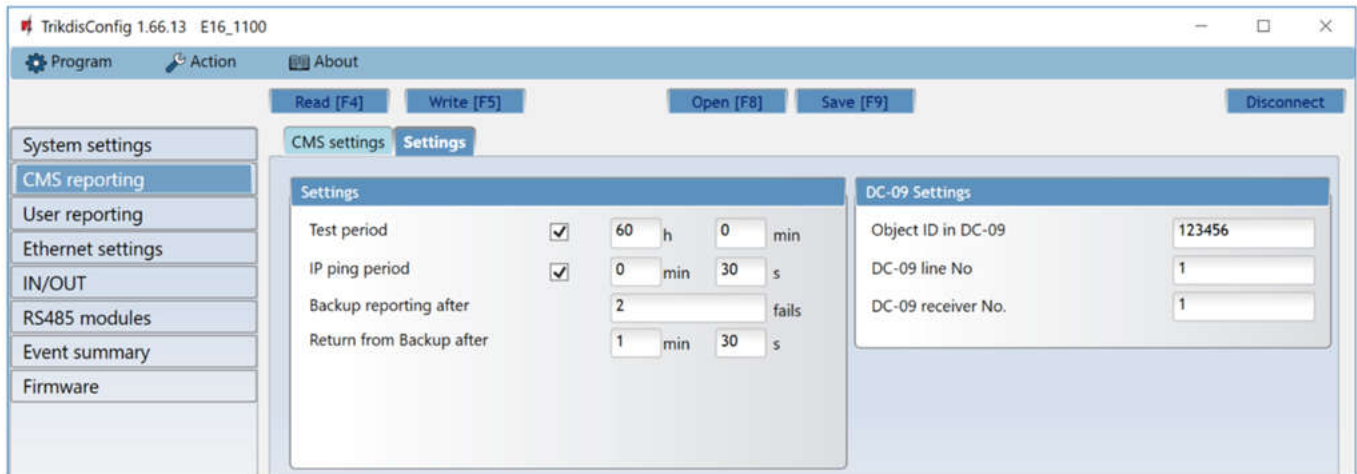 TrikdisConfig 1.66.13 E16_1100
Program Action About
Read [F4] Write [F5] Open [F8] Save [F9] Disconnect
System settings
CMS reporting
User reporting
Ethernet settings
IN/OUT
RS485 modules
Event summary
Firmware
CMS settings Settings
Settings
Test period 60 h 0 min
IP ping period 0 min 30 s
Backup reporting after 2 fails
Return from Backup after 1 min 30 s
DC-09 Settings
Object ID in DC-09 123456
DC-09 line No 1
DC-09 receiver No. 1